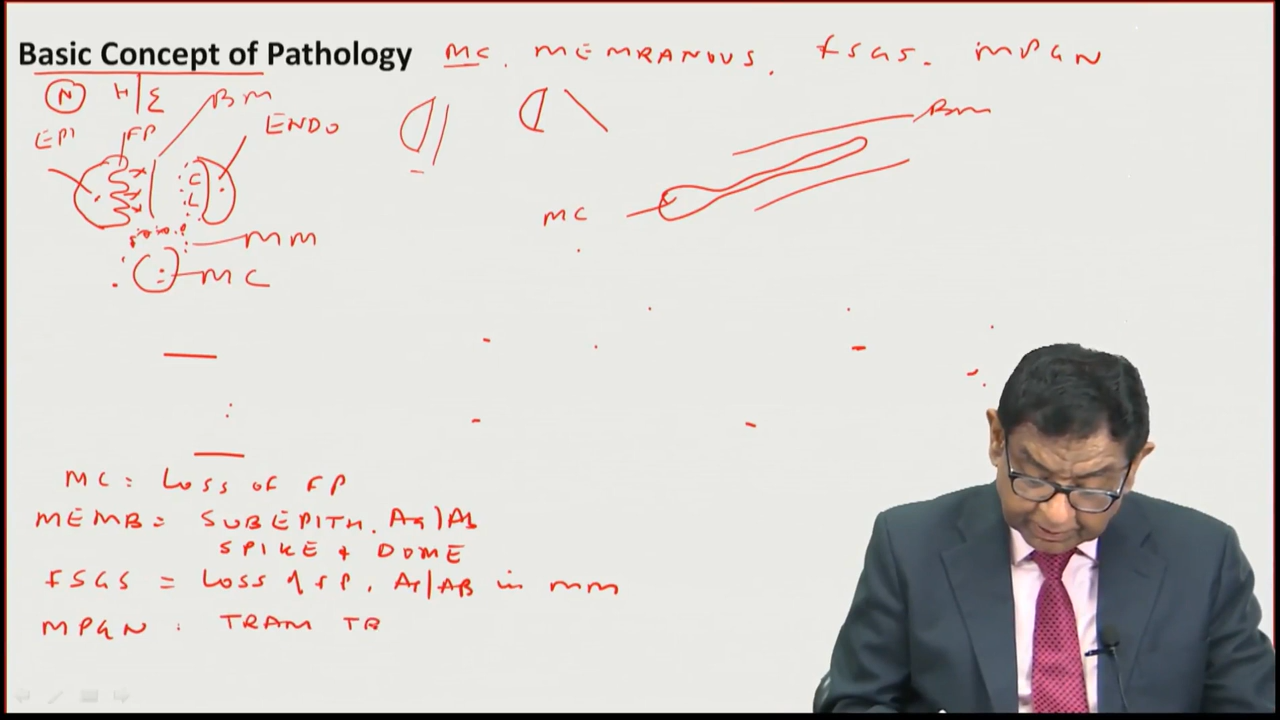 Basic Concept of Pathology MC. MEMRANOUS. FSGS. MPGN
N H/E BM
EPI FP ENDO
BM
C
L
MC
MM
MC
MC: LOSS OF FP
MEMB= SUBEPITH. AG/AB
SPIKE + DOME
FSGS = LOSS of FP. AG/AB in MM
MPGN : TRAM TR